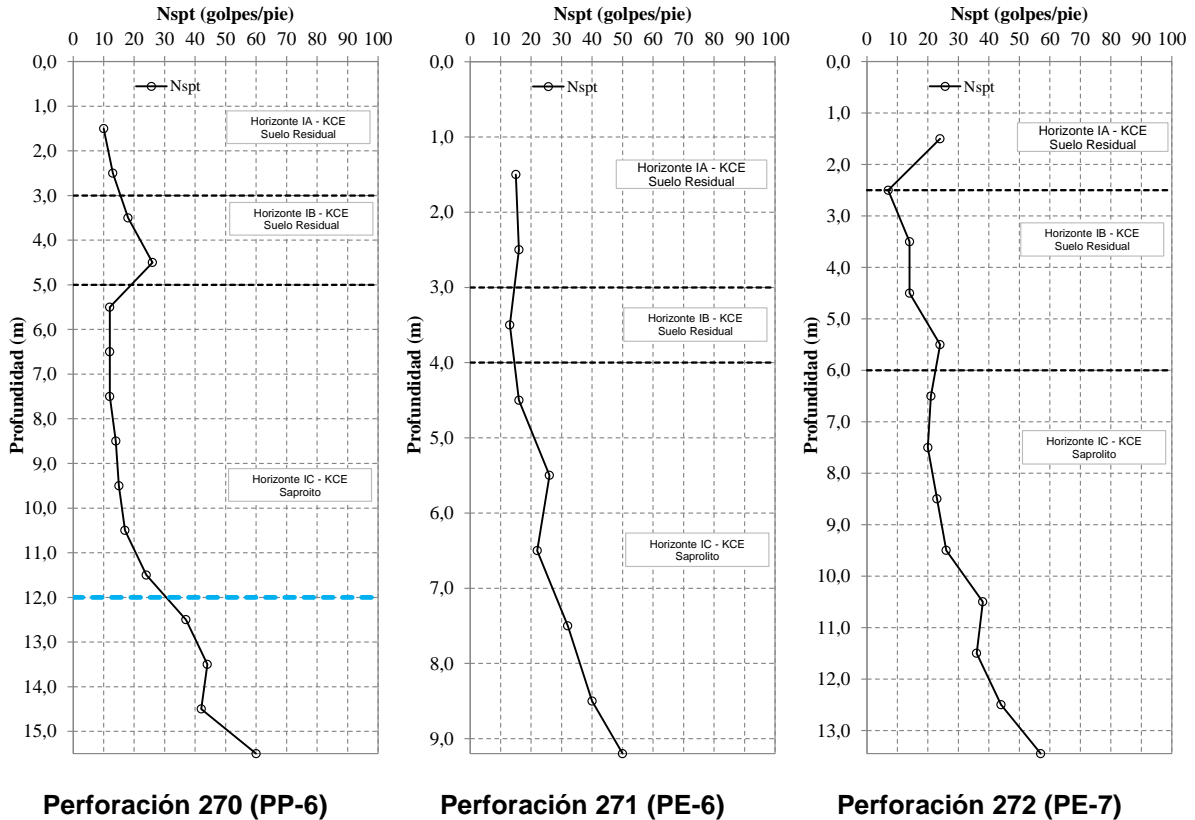 Nspt (golpes/pie)
0 10 20 30 40 50 60 70 80 90 100
Profundidad (m)
0,0
1,0
2,0
3,0
4,0
5,0
6,0
7,0
8,0
9,0
10,0
11,0
12,0
13,0
14,0
15,0
Nspt
Horizonte IA - KCE
Suelo Residual
Horizonte IB - KCE
Suelo Residual
Horizonte IC - KCE
Saproito
Perforación 270 (PP-6)
Nspt (golpes/pie)
0 10 20 30 40 50 60 70 80 90 100
Profundidad (m)
0,0
1,0
2,0
3,0
4,0
5,0
6,0
7,0
8,0
9,0
Nspt
Horizonte IA - KCE
Suelo Residual
Horizonte IB - KCE
Suelo Residual
Horizonte IC - KCE
Saprolito
Perforación 271 (PE-6)
Nspt (golpes/pie)
0 10 20 30 40 50 60 70 80 90 100
Profundidad (m)
0,0
1,0
2,0
3,0
4,0
5,0
6,0
7,0
8,0
9,0
10,0
11,0
12,0
13,0
Nspt
Horizonte IA - KCE
Suelo Residual
Horizonte IB - KCE
Suelo Residual
Horizonte IC - KCE
Saprolito
Perforación 272 (PE-7)